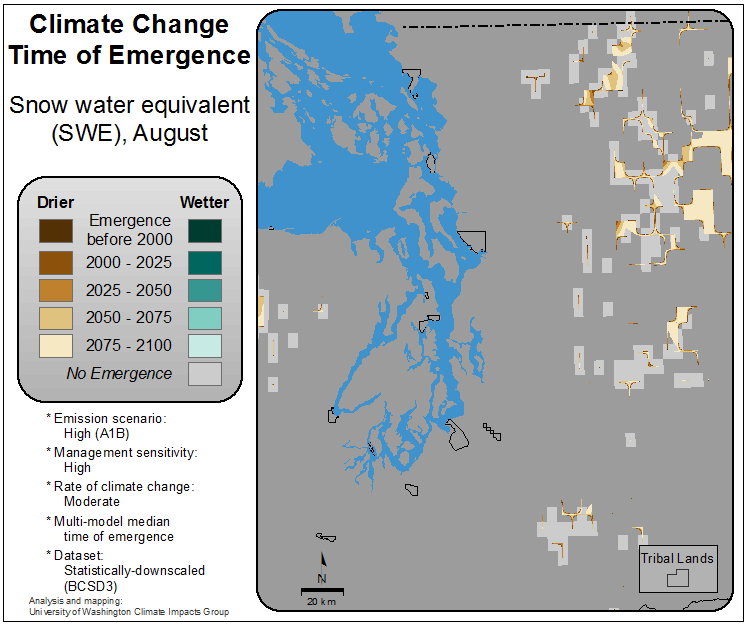 Climate Change
Time of Emergence
Snow water equivalent
(SWE), August
Drier
Wetter
Emergence
before 2000
2000 - 2025
2025 - 2050
2050 - 2075
2075 - 2100
No Emergence
* Emission scenario:
High (A1B)
* Management sensitivity:
High
* Rate of climate change:
Moderate
* Multi-model median
time of emergence
* Dataset:
Statistically-downscaled
(BCSD3)
Analysis and mapping:
University of Washington Climate Impacts Group
N
20 km
Tribal Lands